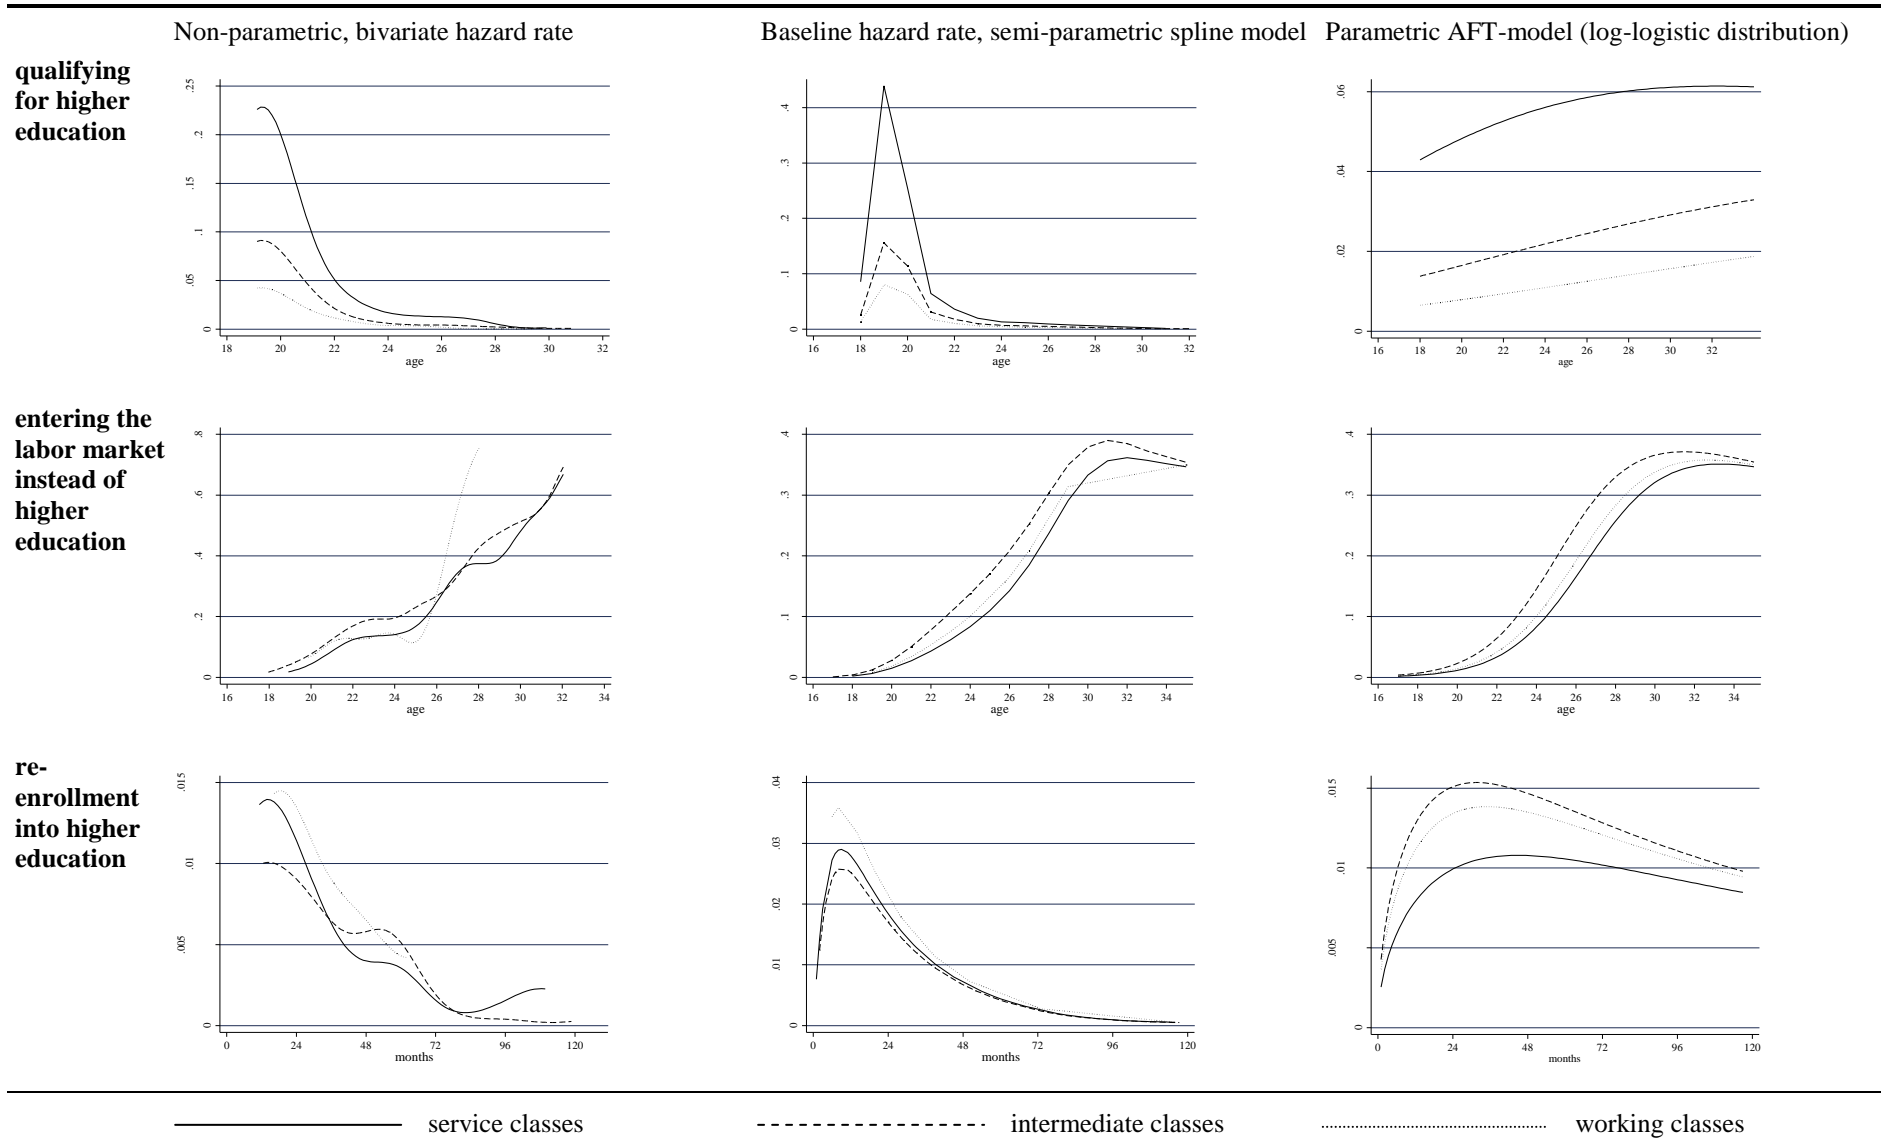 Non-parametric, bivariate hazard rate
Baseline hazard rate, semi-parametric spline model
Parametric AFT-model (log-logistic distribution)
qualifying
for higher
education
.25
.2
.15
.1
.05
0
18 20 22 24 26 28 30 32
age
.4
.3
.2
.1
0
16 18 20 22 24 26 28 30 32
age
.06
.04
.02
0
16 18 20 22 24 26 28 30 32
age
entering the
labor market
instead of
higher
education
.8
.6
.4
.2
0
16 18 20 22 24 26 28 30 32 34
age
.4
.3
.2
.1
0
16 18 20 22 24 26 28 30 32 34
age
.4
.3
.2
.1
0
16 18 20 22 24 26 28 30 32 34
age
re-
enrollment
into higher
education
.015
.01
.005
0
0 24 48 72 96 120
months
.04
.03
.02
.01
0
0 24 48 72 96 120
months
.015
.01
.005
0
0 24 48 72 96 120
months
service classes
intermediate classes
working classes